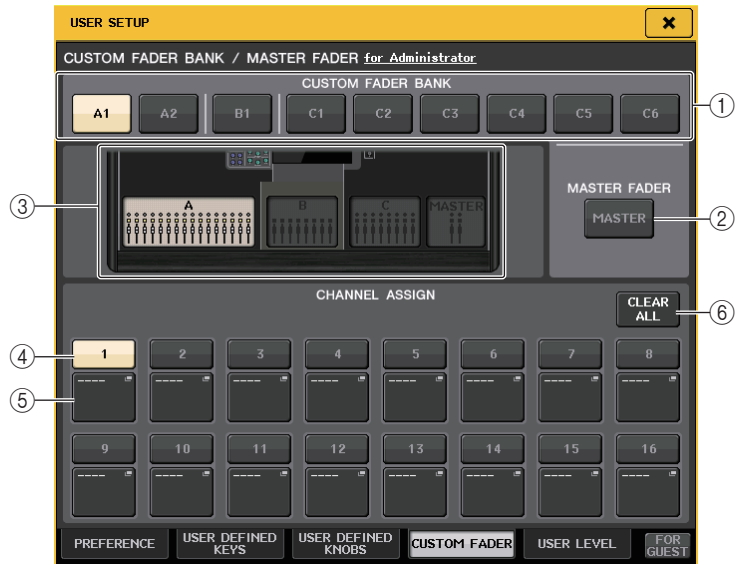 USER SETUP
CUSTOM FADER BANK / MASTER FADER for Administrator
CUSTOM FADER BANK
A1 A2 B1 C1 C2 C3 C4 C5 C6
1
A B C MASTER
3
MASTER FADER
MASTER
2
CHANNEL ASSIGN
CLEAR
ALL
6
4
1 2 3 4 5 6 7 8
5
---- ---- ---- ---- ---- ---- ---- ----
9 10 11 12 13 14 15 16
---- ---- ---- ---- ---- ---- ---- ----
PREFERENCE
USER DEFINED
KEYS
USER DEFINED
KNOBS
CUSTOM FADER
USER LEVEL
FOR
GUEST